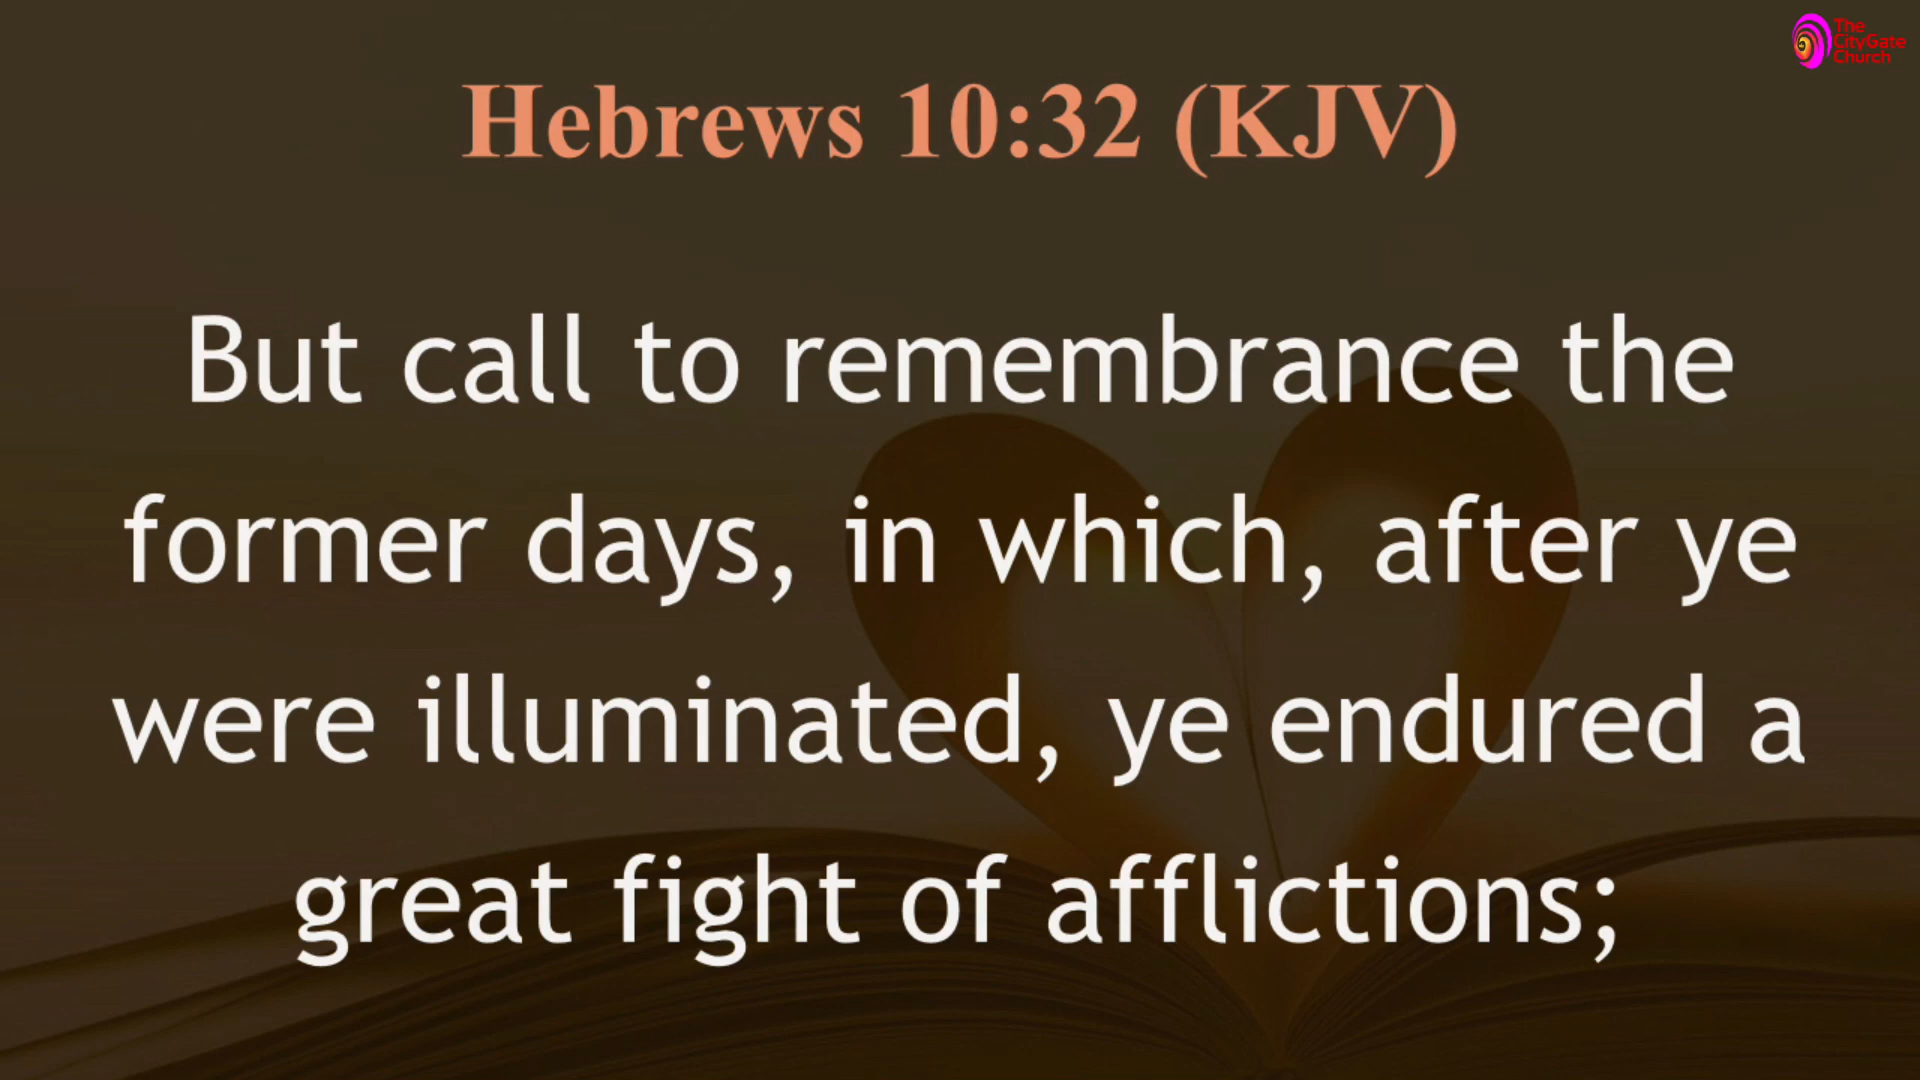 The
CityGate
Church
Hebrews 10:32 (KJV)
But call to remembrance the
former days, in which, after ye
were illuminated, ye endured a
great fight of afflictions;